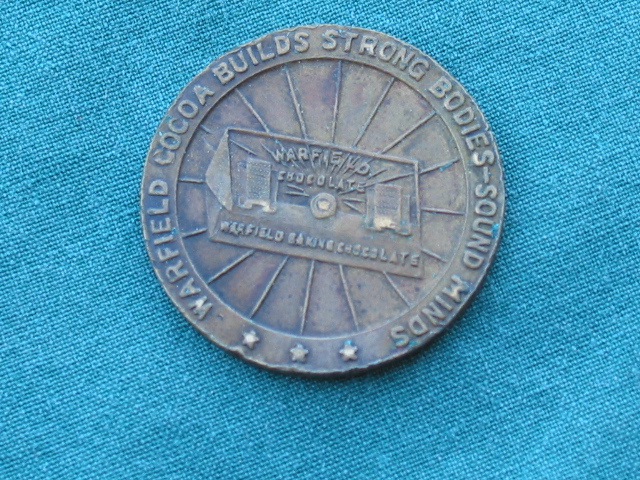 WARFIELD COCOA BUILDS STRONG BODIES-SOUND MINDS
WARFIELD
CHOCOLATE
WARFIELD BAKING CHOCOLATE